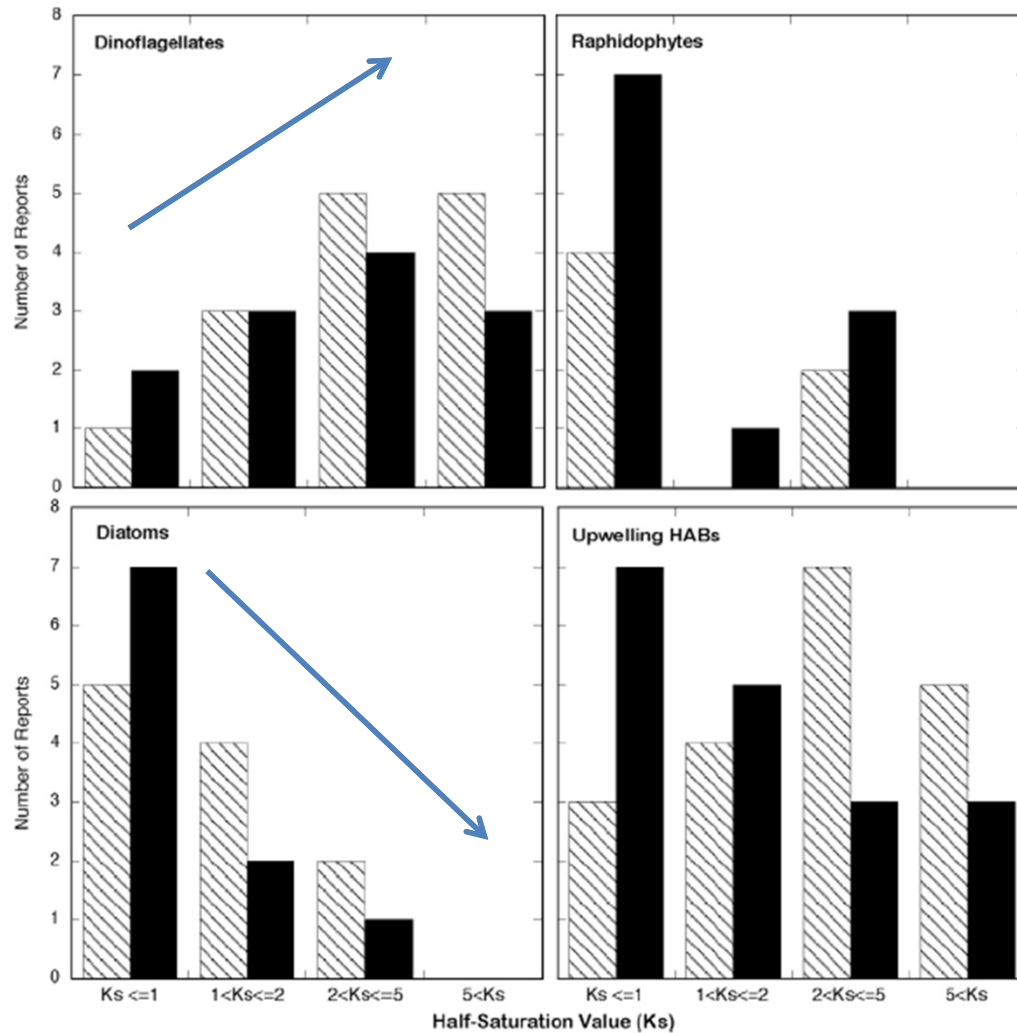 8
7
6
5
4
3
2
1
0
Number of Reports
Dinoflagellates
Raphidophytes
8
7
6
5
4
3
2
1
0
Number of Reports
Diatoms
Upwelling HABs
Ks <=1 1<Ks<=2 2<Ks<=5 5<Ks Ks <=1 1<Ks<=2 2<Ks<=5 5<Ks
Half-Saturation Value (Ks)